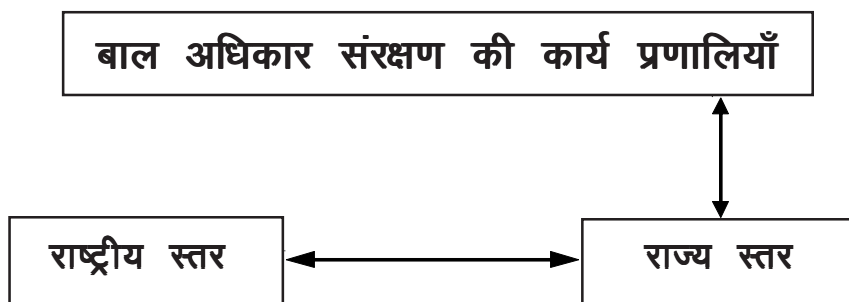 बाल अधिकार संरक्षण की कार्य प्रणालियाँ
राष्ट्रीय स्तर
राज्य स्तर